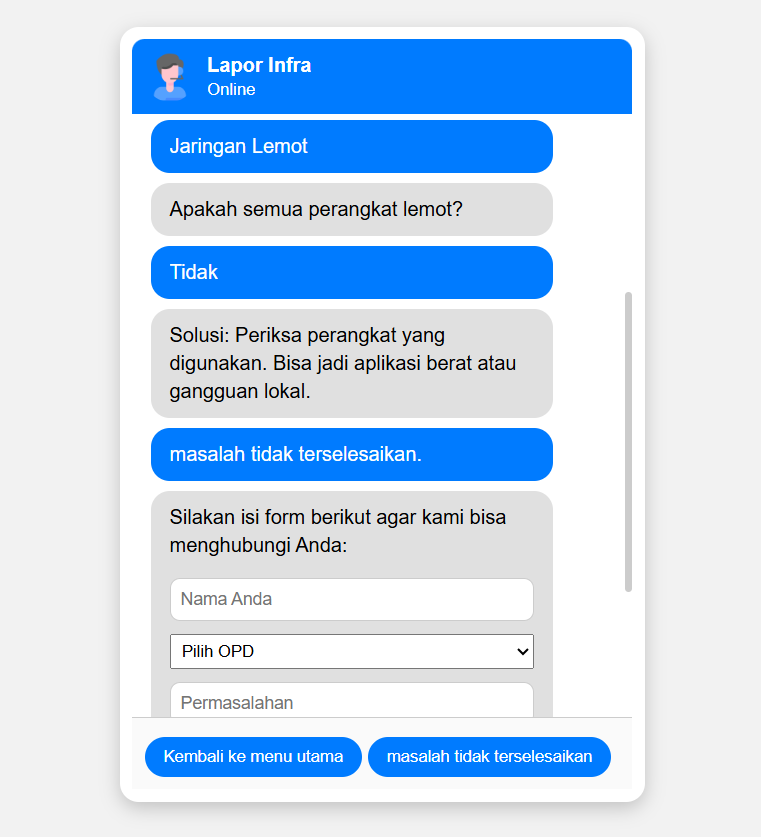 Lapor Infra
Online
Jaringan Lemot
Apakah semua perangkat lemot?
Tidak
Solusi: Periksa perangkat yang
digunakan. Bisa jadi aplikasi berat atau
gangguan lokal.
masalah tidak terselesaikan.
Silakan isi form berikut agar kami bisa
menghubungi Anda:
Nama Anda
Pilih OPD
Permasalahan
Kembali ke menu utama
masalah tidak terselesaikan